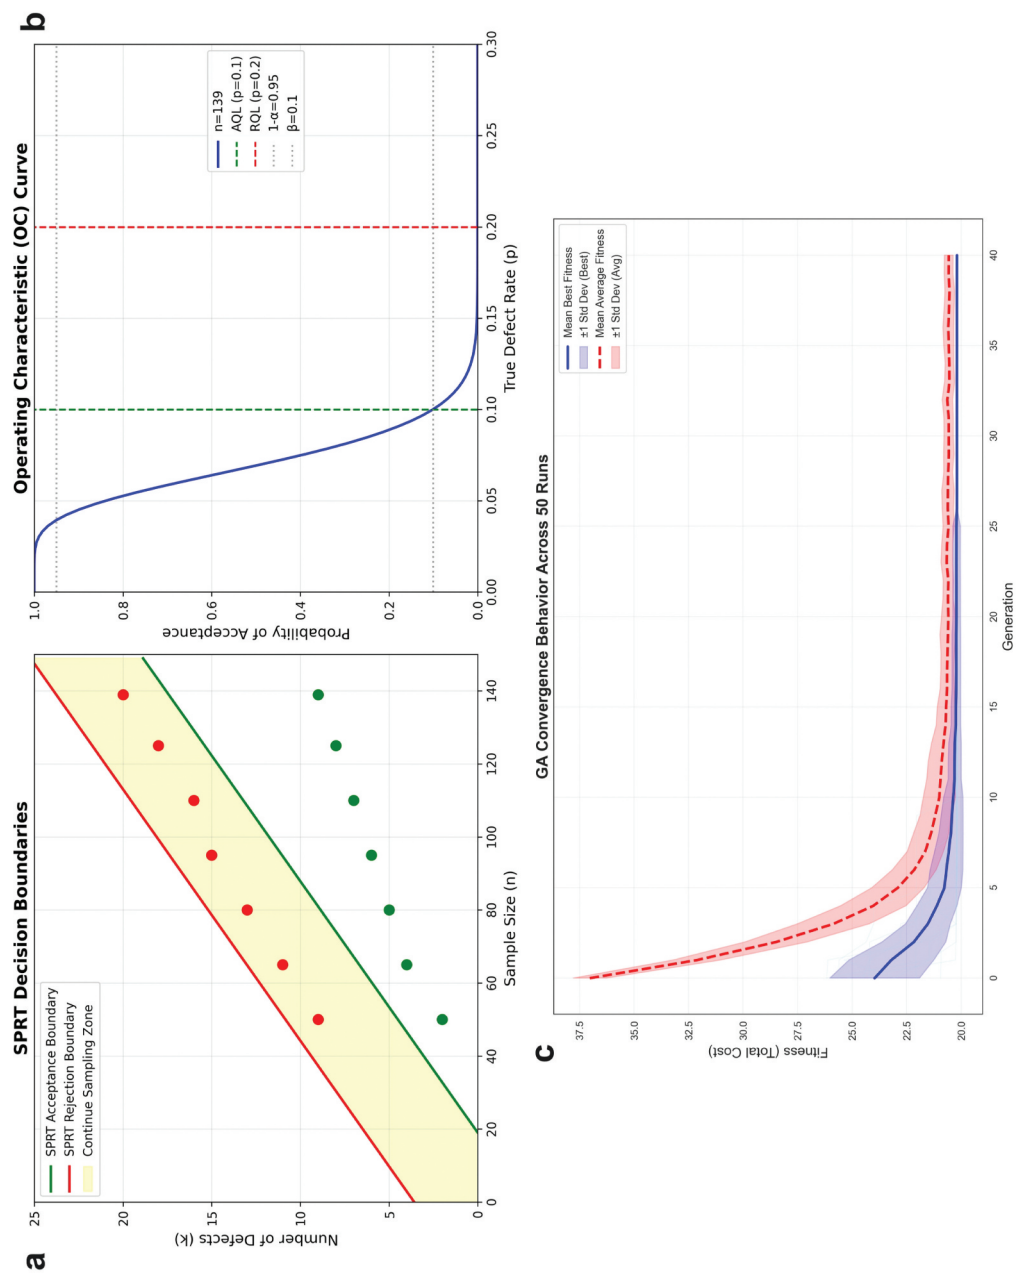 a
SPRT Decision Boundaries
SPRT Acceptance Boundary
SPRT Rejection Boundary
Continue Sampling Zone
Number of Defects (k)
25
20
15
10
5
0
0
20
40
60
80
100
120
140
Sample Size (n)
b
Operating Characteristic (OC) Curve
n=139
AQL (p=0.1)
RQL (p=0.2)
1-α=0.95
β=0.1
Probability of Acceptance
1.0
0.8
0.6
0.4
0.2
0.0
0.00
0.05
0.10
0.15
0.20
0.25
0.30
True Defect Rate (p)
c
GA Convergence Behavior Across 50 Runs
Mean Best Fitness
±1 Std Dev (Best)
Mean Average Fitness
±1 Std Dev (Avg)
Fitness (Total Cost)
37.5
35.0
32.5
30.0
27.5
25.0
22.5
20.0
0
5
10
15
20
25
30
35
40
Generation